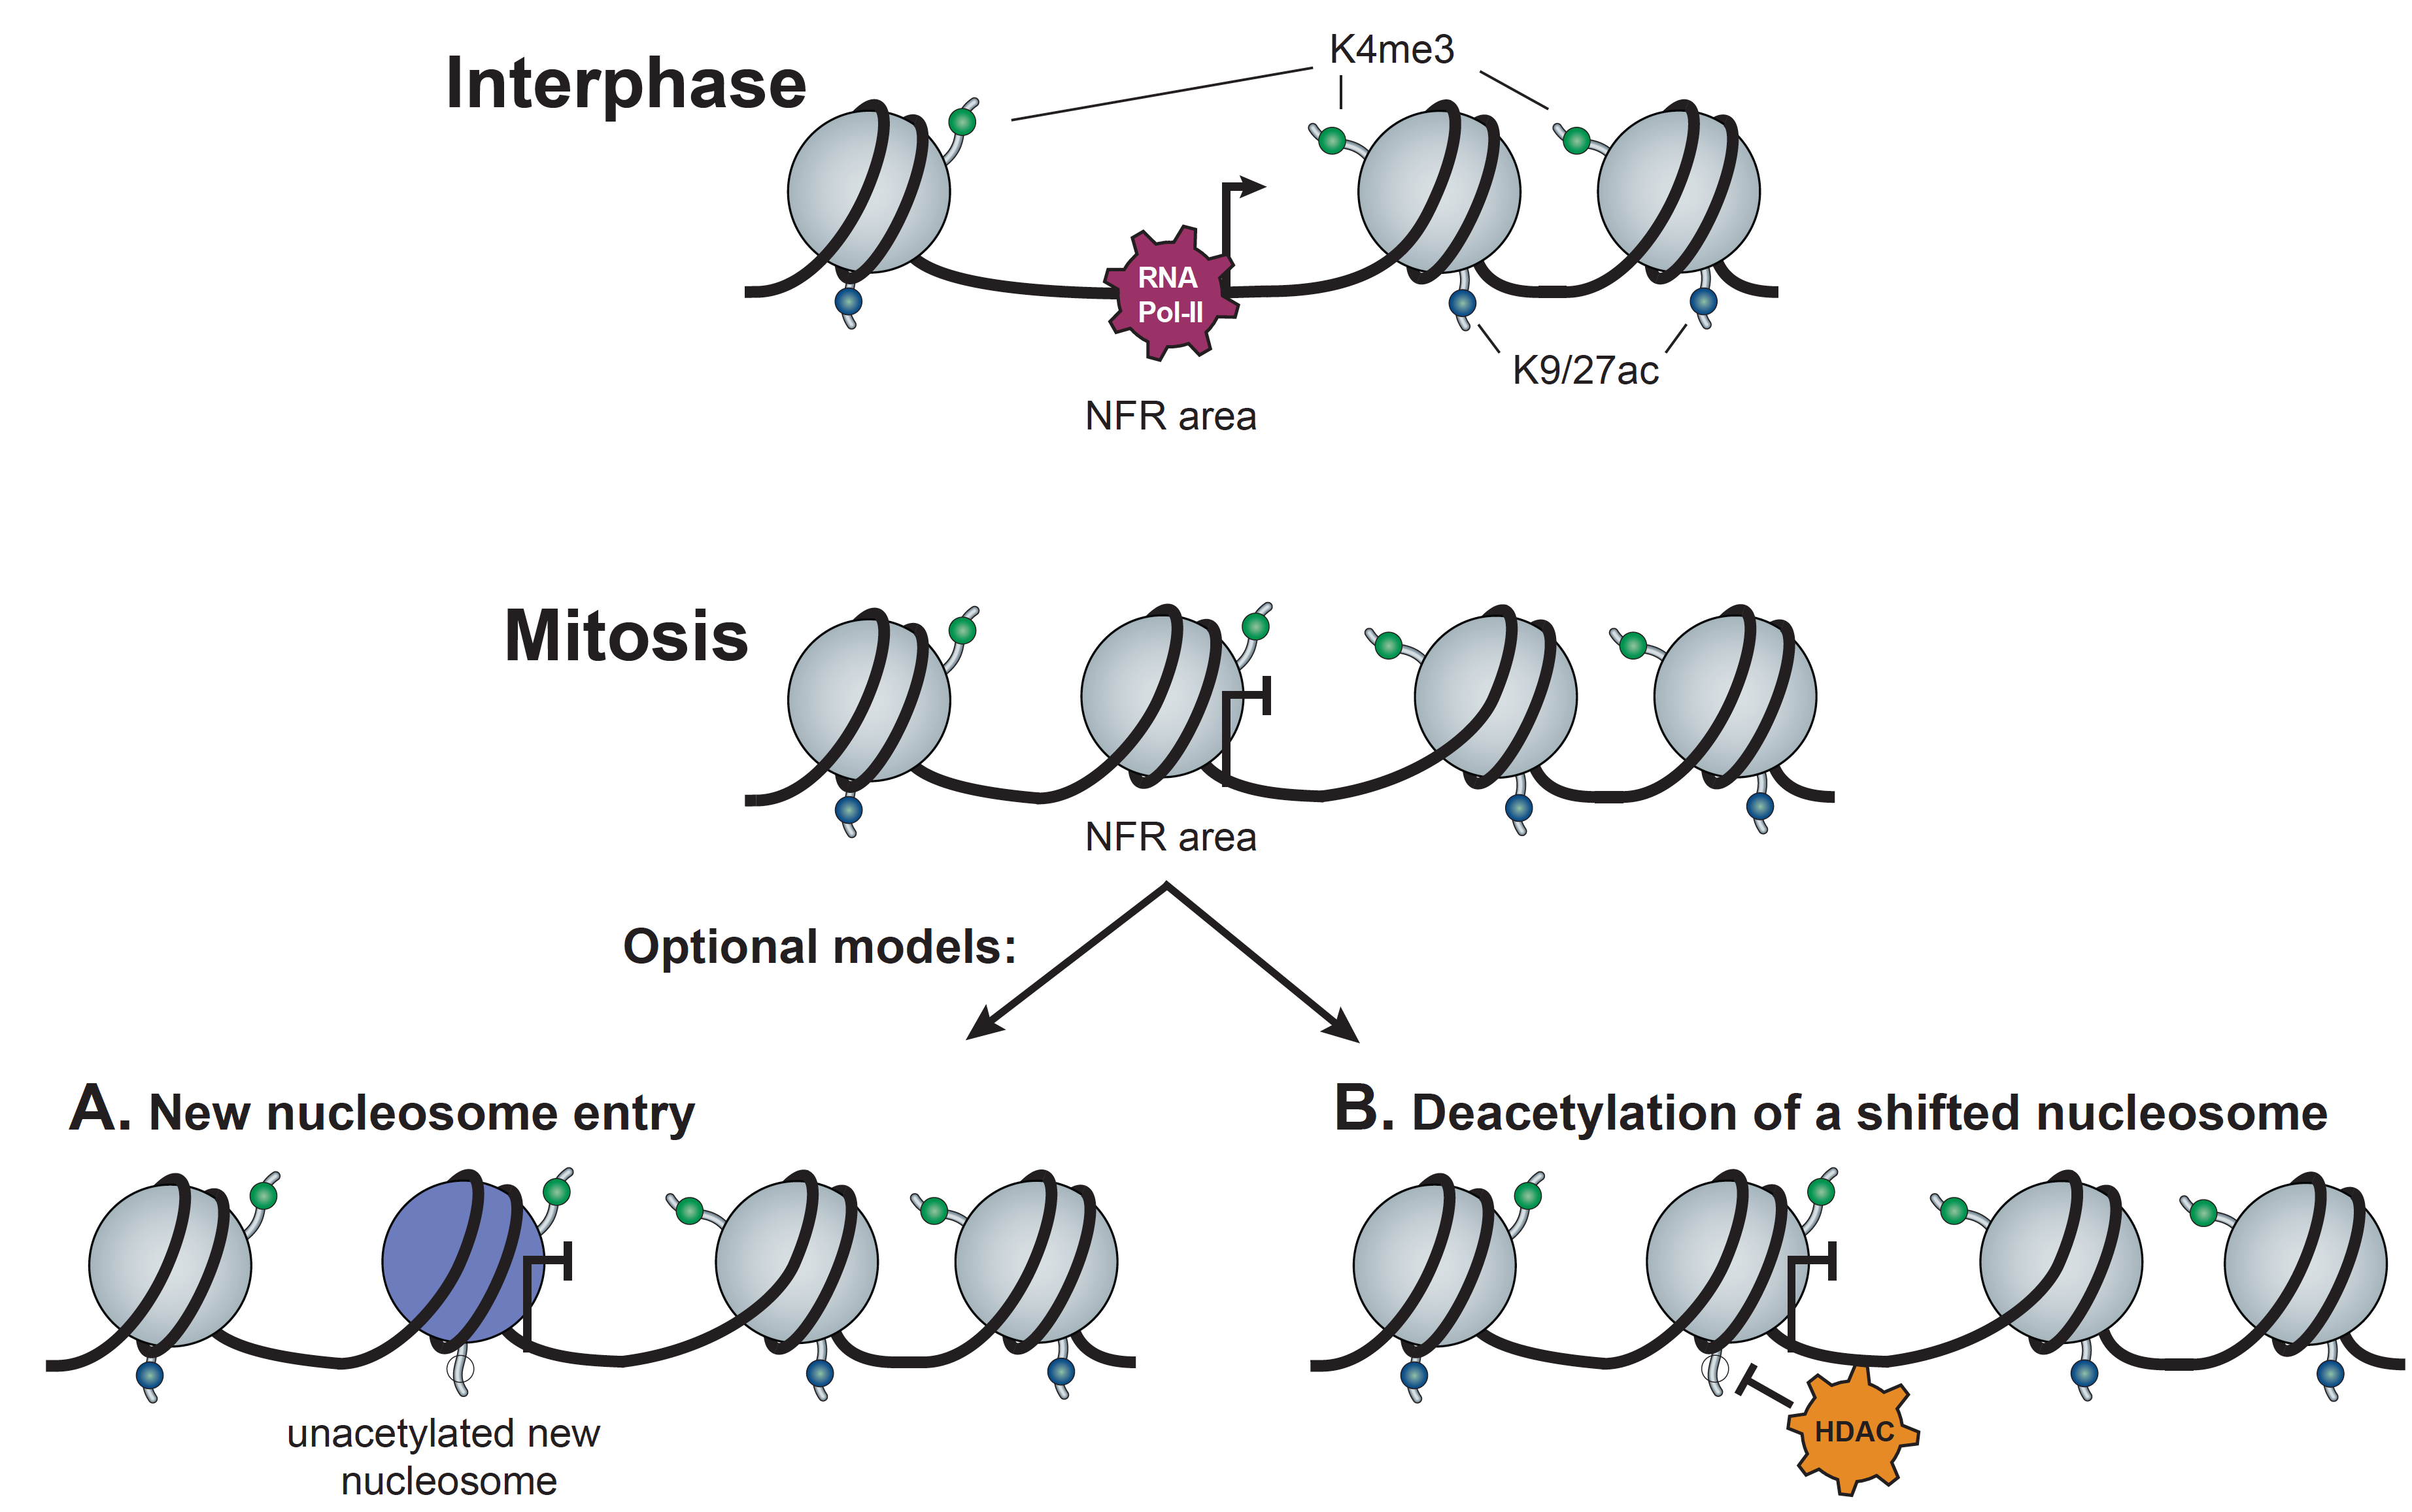 Interphase
K4me3
RNA
Pol-II
K9/27ac
NFR area
Mitosis
NFR area
Optional models:
A. New nucleosome entry
unacetylated new
nucleosome
B. Deacetylation of a shifted nucleosome
HDAC